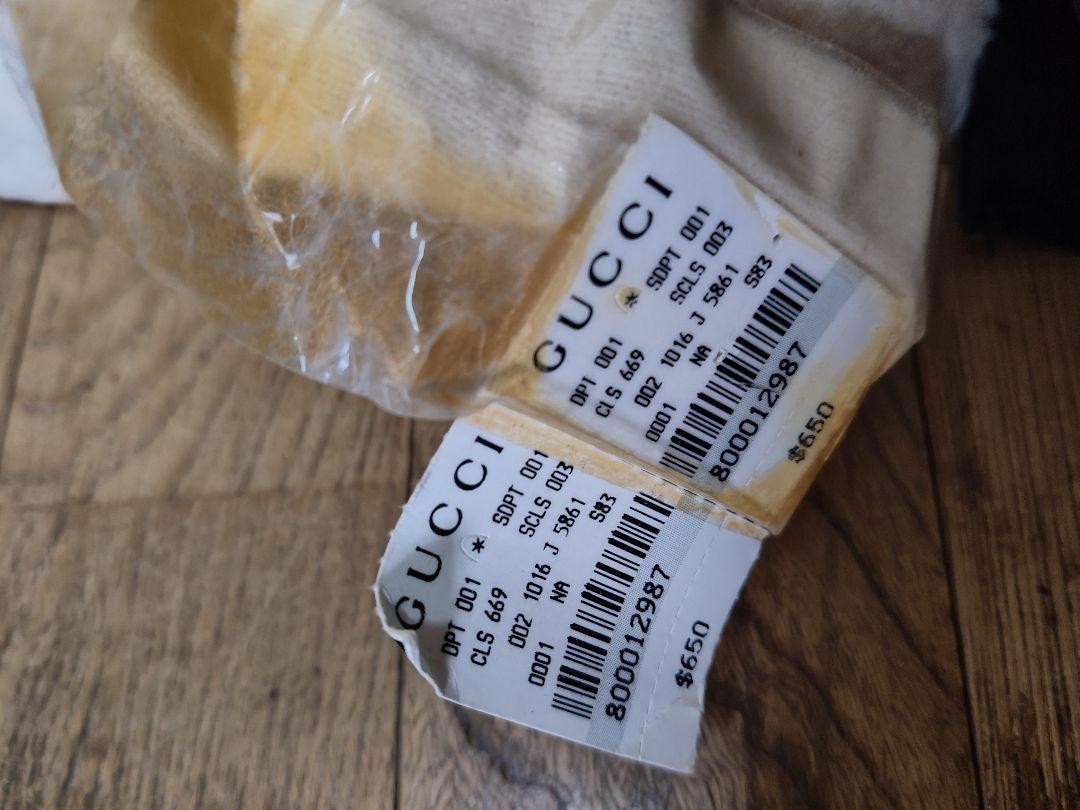 GUCCI
*
DPT 001 SDPT 001
CLS 669 SCLS 003
002 1016 J 5861
0001 NA S83
800012987
$650
GUCCI
*
DPT 001 SDPT 001
CLS 669 SCLS 003
002 1016 J 5861
0001 NA S83
800012987
$650